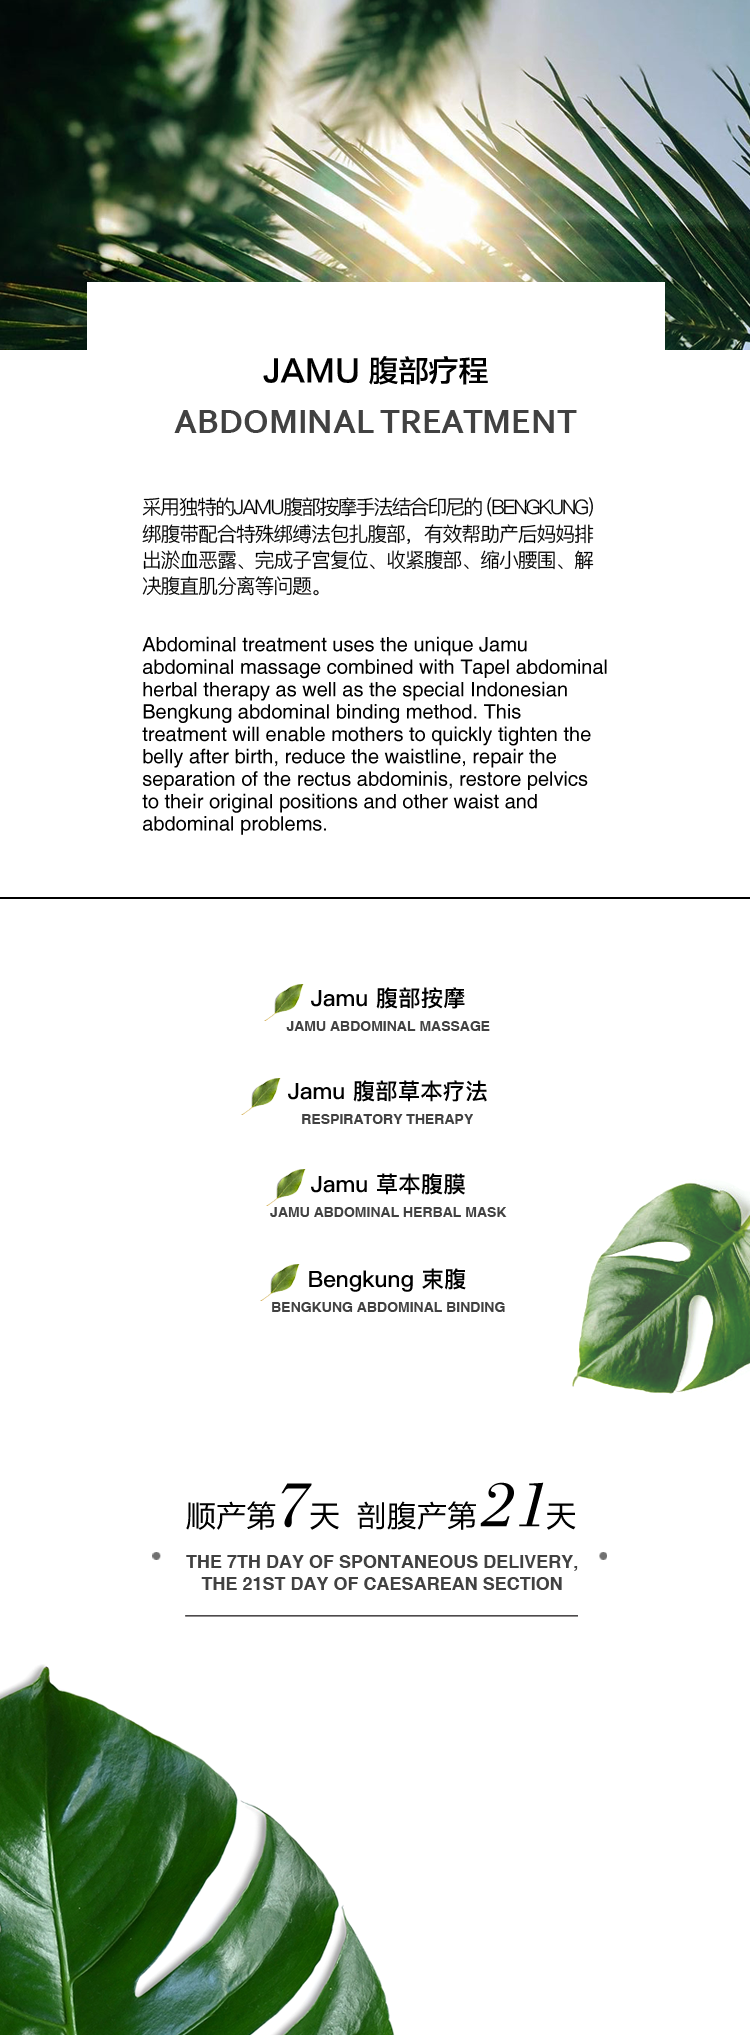 JAMU 腹部疗程
ABDOMINAL TREATMENT
采用独特的JAMU腹部按摩手法结合印尼的 (BENGKUNG)
绑腹带配合特殊绑缚法包扎腹部，有效帮助产后妈妈排
出淤血恶露、完成子宫复位、收紧腹部、缩小腰围、解
决腹直肌分离等问题。
Abdominal treatment uses the unique Jamu
abdominal massage combined with Tapel abdominal
herbal therapy as well as the special Indonesian
Bengkung abdominal binding method. This
treatment will enable mothers to quickly tighten the
belly after birth, reduce the waistline, repair the
separation of the rectus abdominis, restore pelvics
to their original positions and other waist and
abdominal problems.
Jamu 腹部按摩
JAMU ABDOMINAL MASSAGE
Jamu 腹部草本疗法
RESPIRATORY THERAPY
Jamu 草本腹膜
JAMU ABDOMINAL HERBAL MASK
Bengkung 束腹
BENGKUNG ABDOMINAL BINDING
顺产第7天 剖腹产第21天
THE 7TH DAY OF SPONTANEOUS DELIVERY,
THE 21ST DAY OF CAESAREAN SECTION